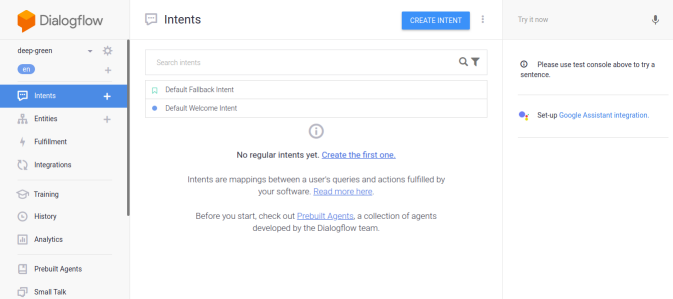 Dialogflow
deep-green
en
Intents
Entities
Fulfillment
Integrations
Training
History
Analytics
Prebuilt Agents
Small Talk
Intents
CREATE INTENT
Search intents
Default Fallback Intent
Default Welcome Intent
No regular intents yet. Create the first one.
Intents are mappings between a user's queries and actions fulfilled by
your software. Read more here.
Before you start, check out Prebuilt Agents, a collection of agents
developed by the Dialogflow team.
Try it now
Please use test console above to try a
sentence.
Set-up Google Assistant integration.